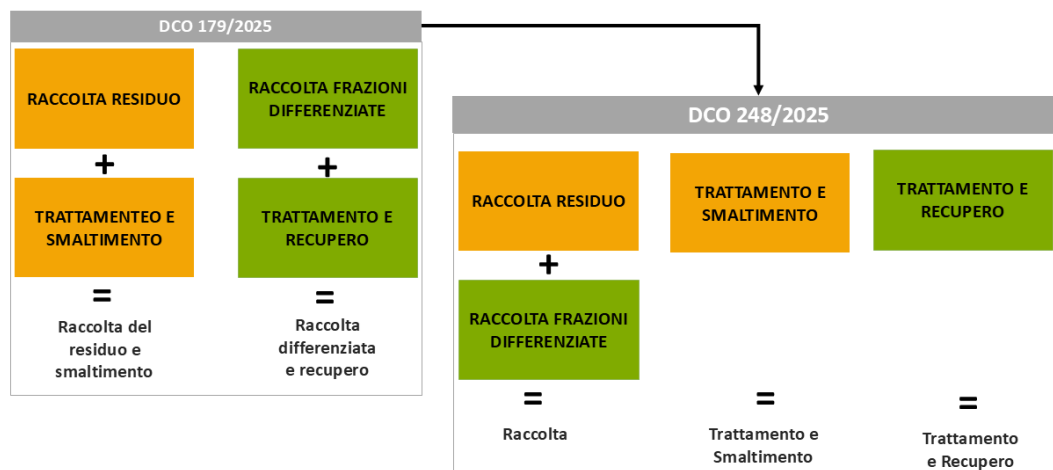 DCO 179/2025
RACCOLTA RESIDUO
+
TRATTAMENTEO E
SMALTIMENTO
=
Raccolta del
residuo e
smaltimento
RACCOLTA FRAZIONI
DIFFERENZIATE
+
TRATTAMENTO E
RECUPERO
=
Raccolta
differenziata
e recupero
DCO 248/2025
RACCOLTA RESIDUO
+
RACCOLTA FRAZIONI
DIFFERENZIATE
=
Raccolta
TRATTAMENTO E
SMALTIMENTO
=
Trattamento e
Smaltimento
TRATTAMENTO E
RECUPERO
=
Trattamento
e Recupero